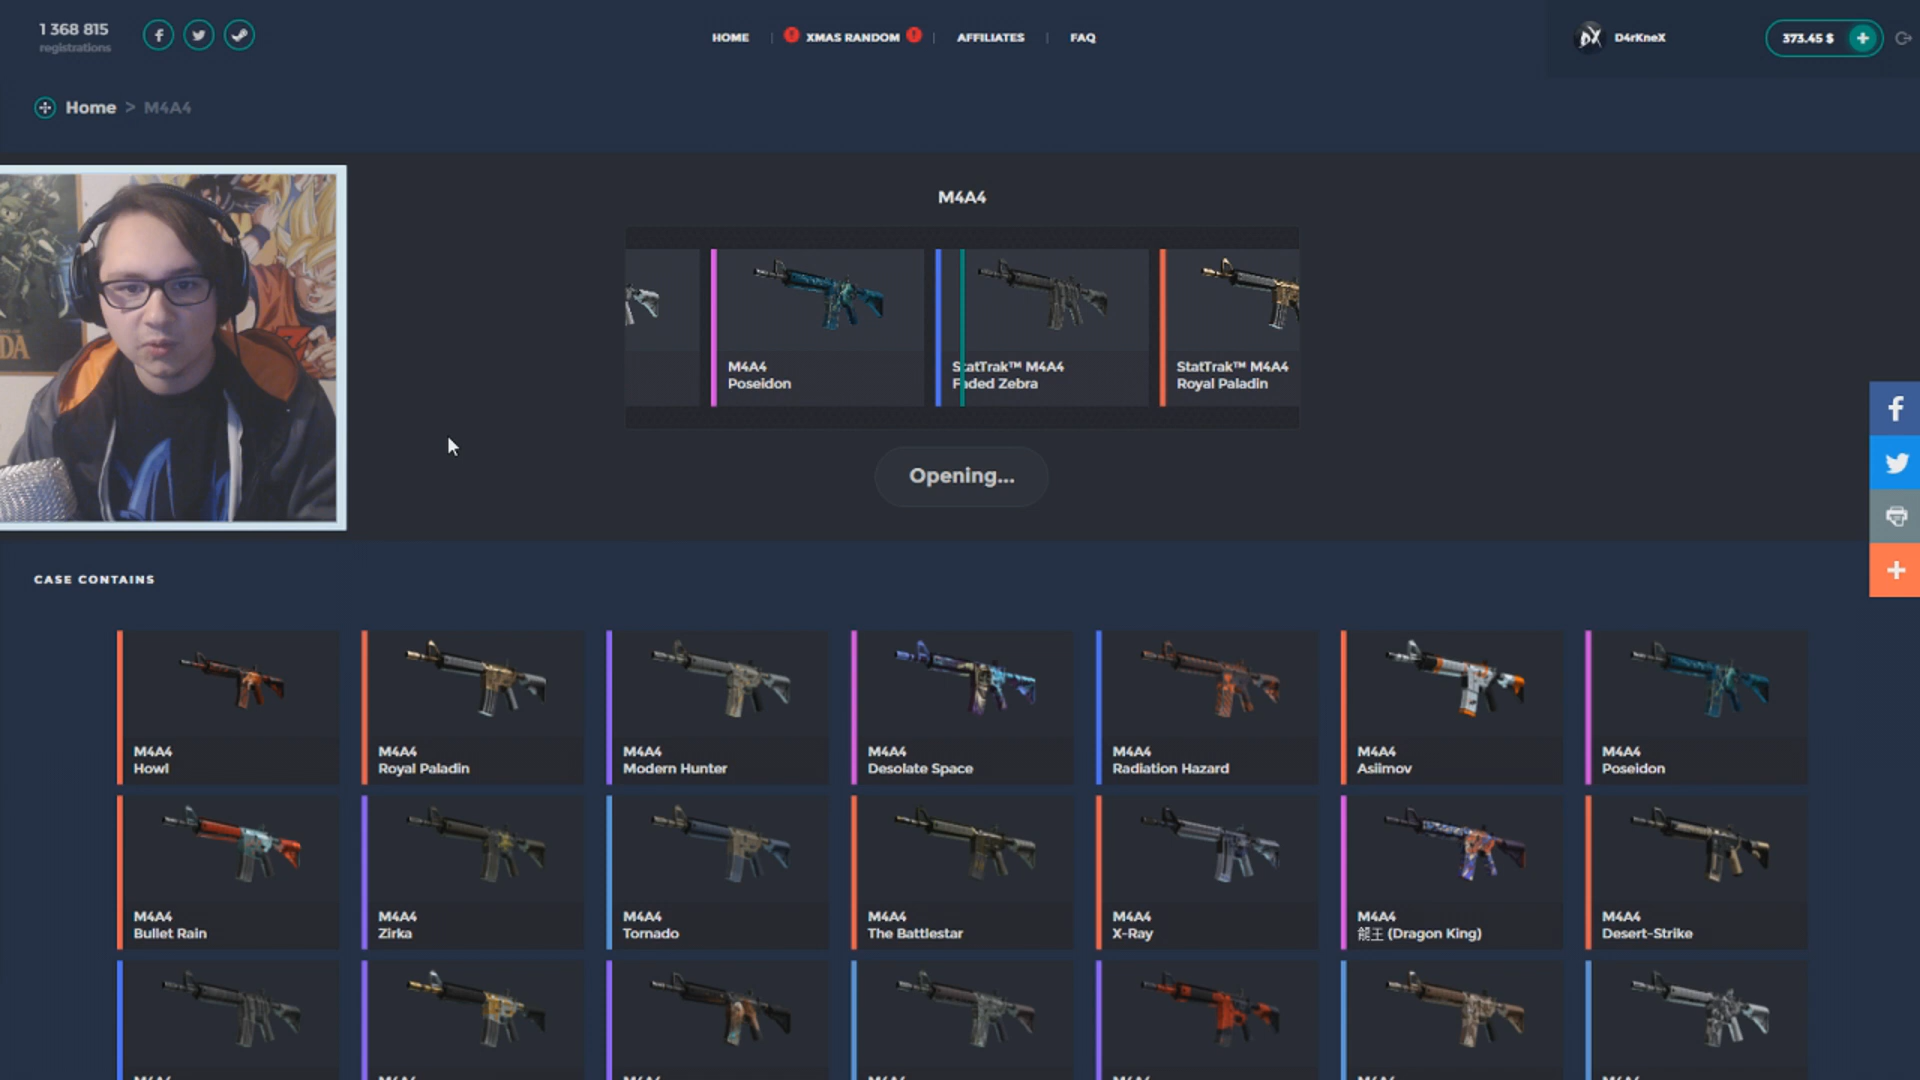 1 368 815
registrations
HOME | XMAS RANDOM | AFFILIATES | FAQ
D4rKneX
373.45 $
Home > M4A4
DA
M4A4
M4A4
Poseidon
StatTrak™ M4A4
Faded Zebra
StatTrak™ M4A4
Royal Paladin
Opening...
CASE CONTAINS
M4A4
Howl
M4A4
Royal Paladin
M4A4
Modern Hunter
M4A4
Desolate Space
M4A4
Radiation Hazard
M4A4
Asiimov
M4A4
Poseidon
M4A4
Bullet Rain
M4A4
Zirka
M4A4
Tornado
M4A4
The Battlestar
M4A4
X-Ray
M4A4
龍王 (Dragon King)
M4A4
Desert-Strike